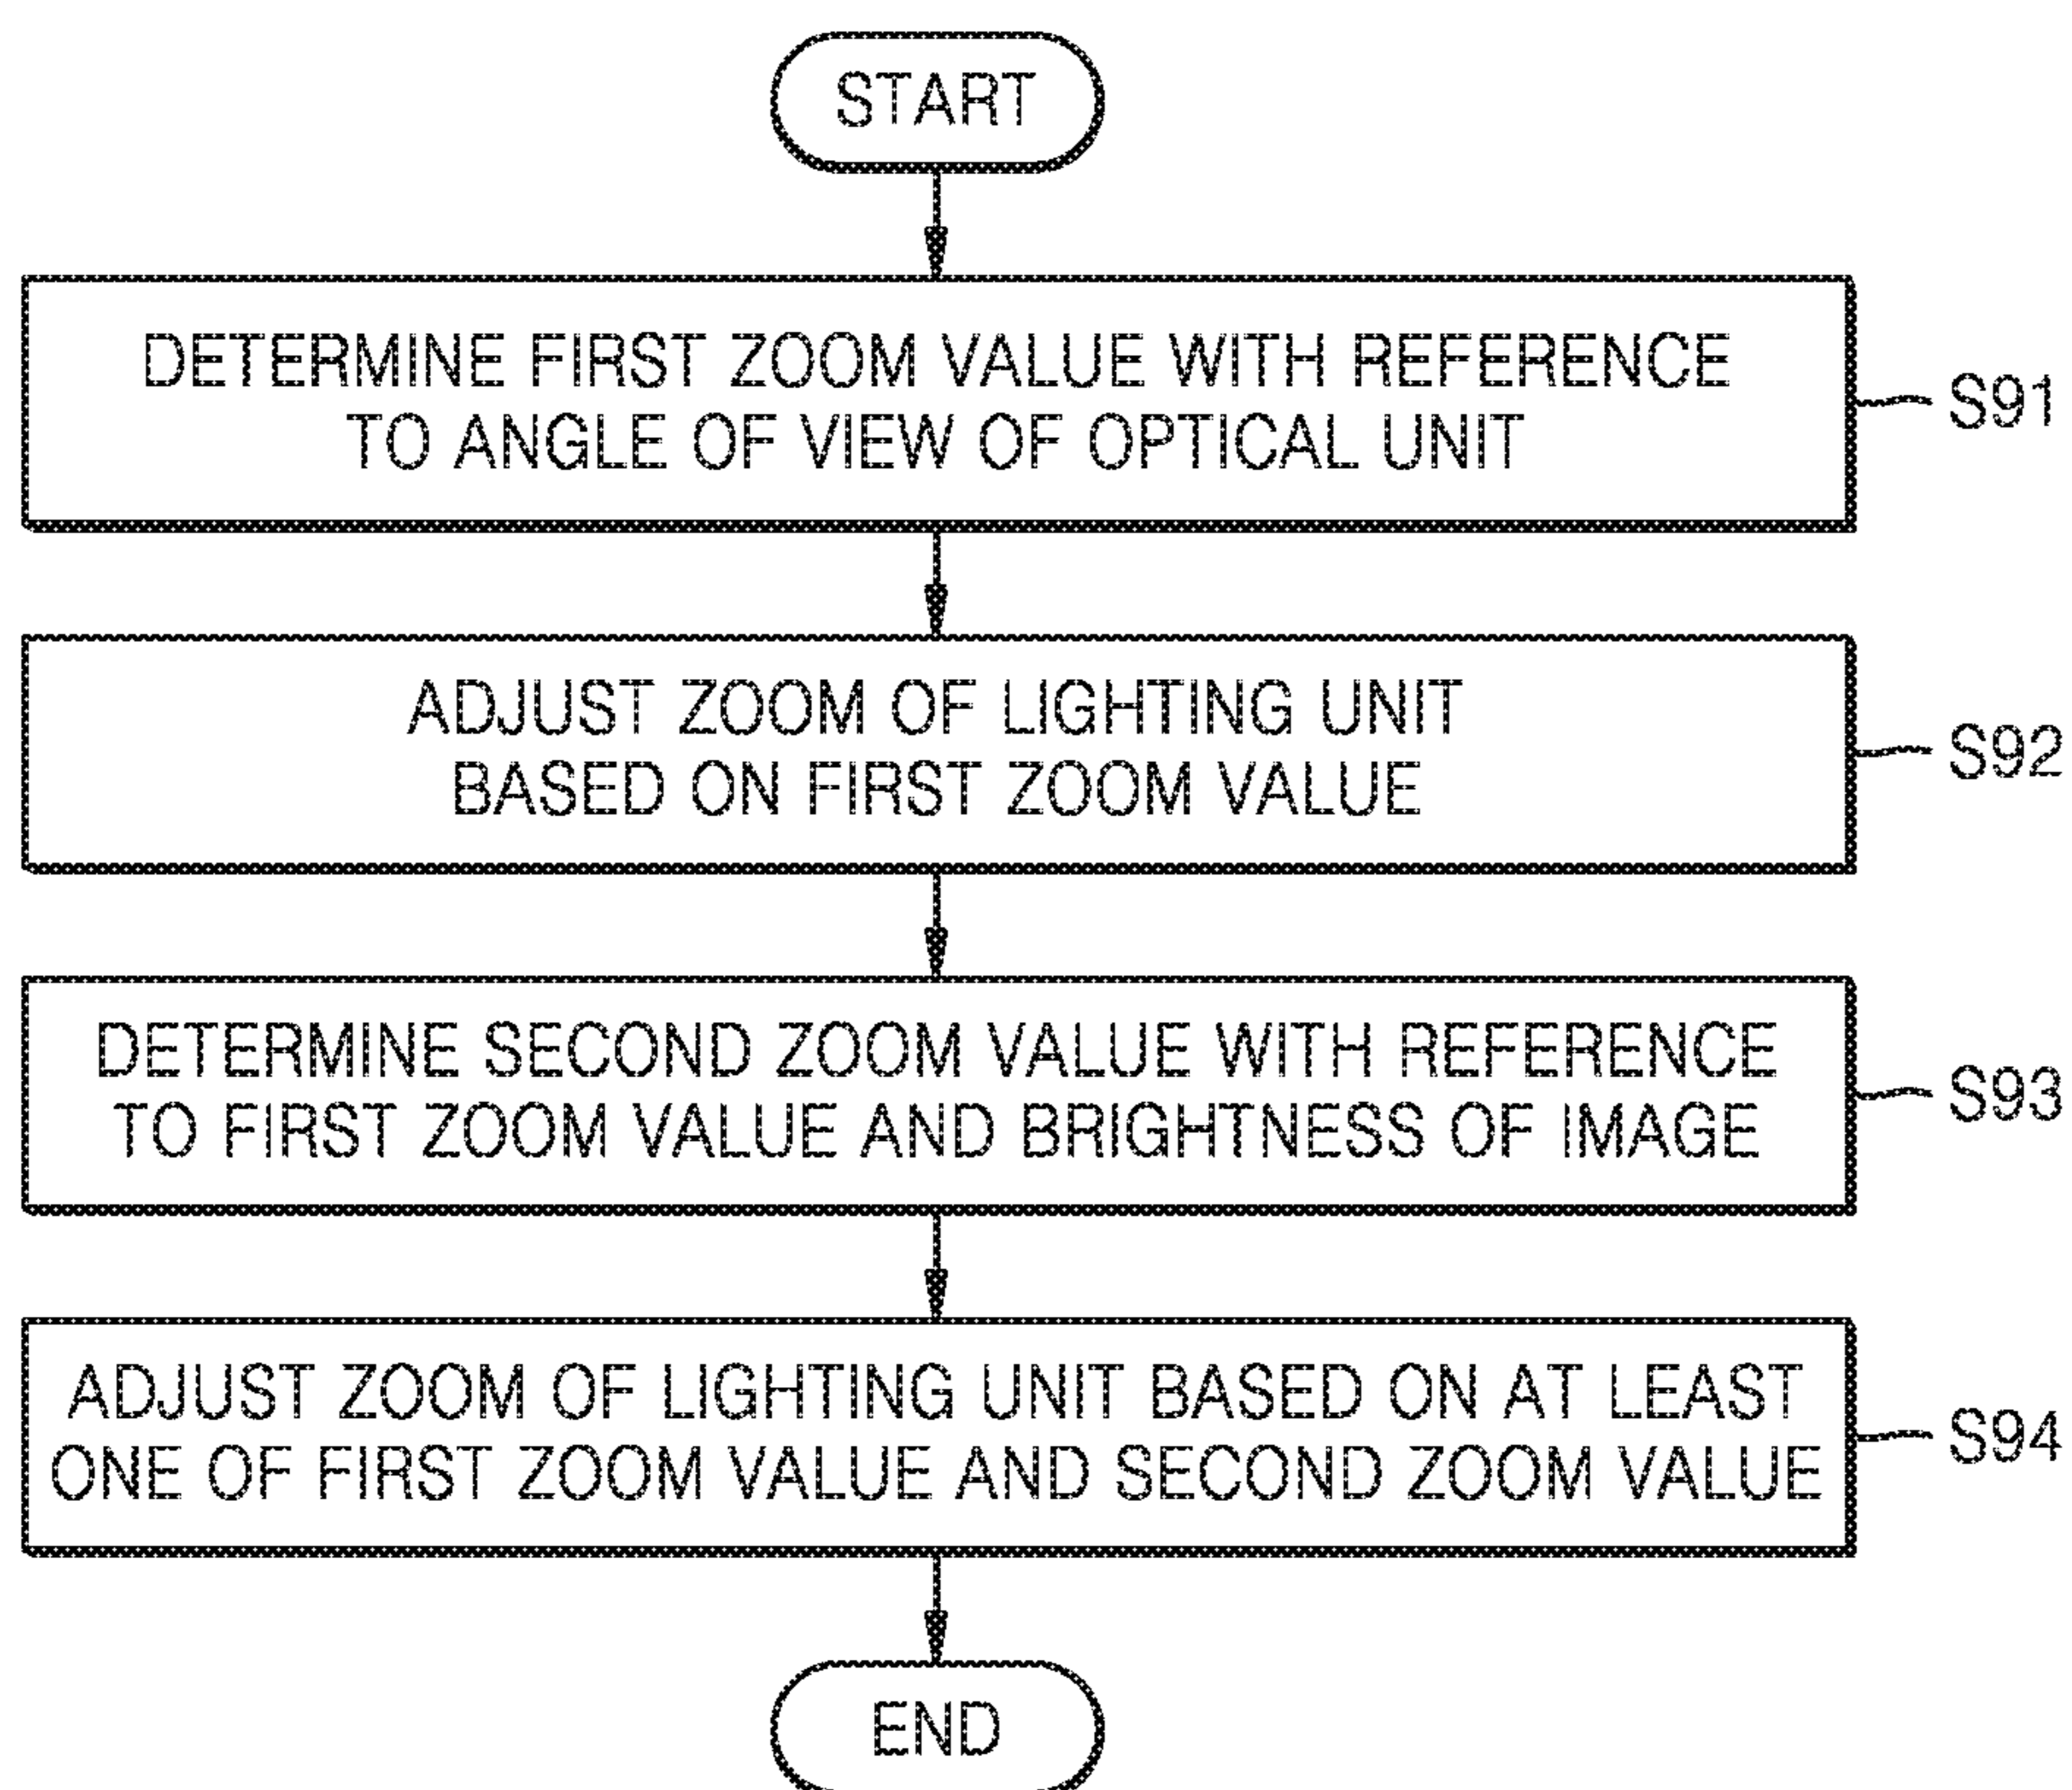 START
DETERMINE FIRST ZOOM VALUE WITH REFERENCE
TO ANGLE OF VIEW OF OPTICAL UNIT
S91
ADJUST ZOOM OF LIGHTING UNIT
BASED ON FIRST ZOOM VALUE
S92
DETERMINE SECOND ZOOM VALUE WITH REFERENCE
TO FIRST ZOOM VALUE AND BRIGHTNESS OF IMAGE
S93
ADJUST ZOOM OF LIGHTING UNIT BASED ON AT LEAST
ONE OF FIRST ZOOM VALUE AND SECOND ZOOM VALUE
S94
END